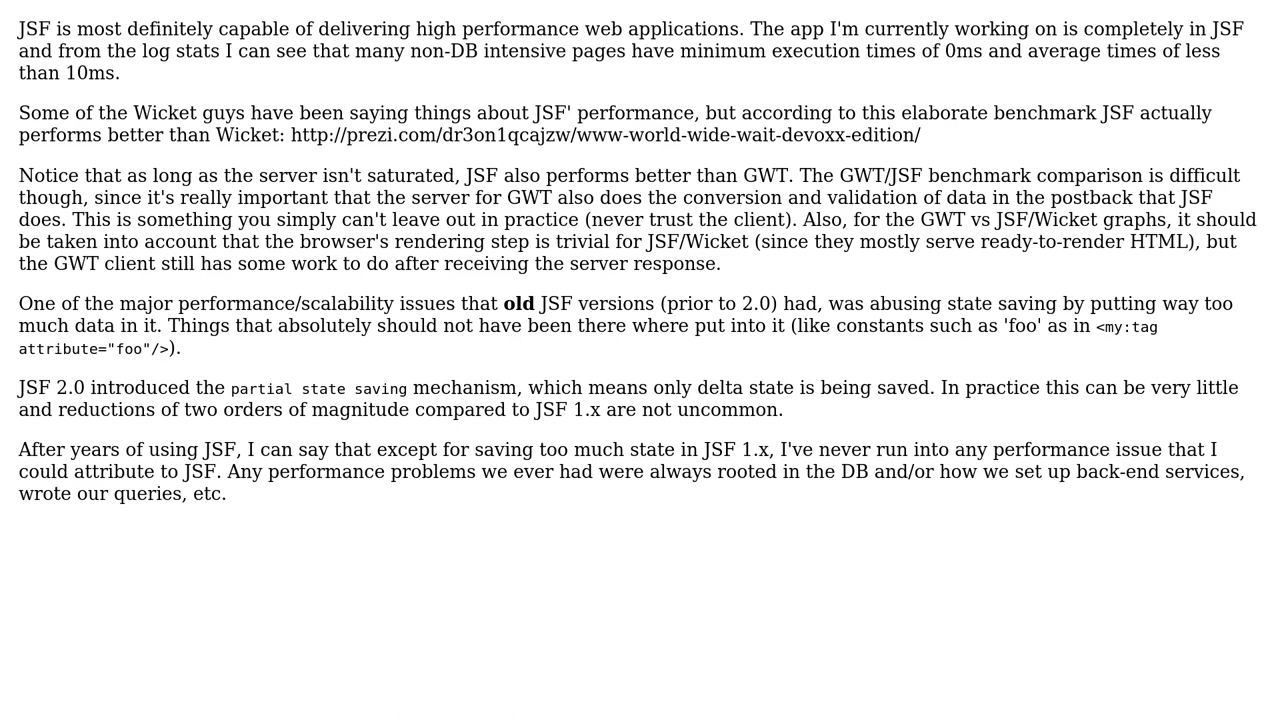 JSF is most definitely capable of delivering high performance web applications. The app I'm currently working on is completely in JSF
and from the log stats I can see that many non-DB intensive pages have minimum execution times of 0ms and average times of less
than 10ms.
Some of the Wicket guys have been saying things about JSF' performance, but according to this elaborate benchmark JSF actually
performs better than Wicket: http://prezi.com/dr3on1qcajzw/www-world-wide-wait-devoxx-edition/
Notice that as long as the server isn't saturated, JSF also performs better than GWT. The GWT/JSF benchmark comparison is difficult
though, since it's really important that the server for GWT also does the conversion and validation of data in the postback that JSF
does. This is something you simply can't leave out in practice (never trust the client). Also, for the GWT vs JSF/Wicket graphs, it should
be taken into account that the browser's rendering step is trivial for JSF/Wicket (since they mostly serve ready-to-render HTML), but
the GWT client still has some work to do after receiving the server response.
One of the major performance/scalability issues that old JSF versions (prior to 2.0) had, was abusing state saving by putting way too
much data in it. Things that absolutely should not have been there where put into it (like constants such as 'foo' as in <my:tag
attribute="foo"/>).
JSF 2.0 introduced the partial state saving mechanism, which means only delta state is being saved. In practice this can be very little
and reductions of two orders of magnitude compared to JSF 1.x are not uncommon.
After years of using JSF, I can say that except for saving too much state in JSF 1.x, I've never run into any performance issue that I
could attribute to JSF. Any performance problems we ever had were always rooted in the DB and/or how we set up back-end services,
wrote our queries, etc.